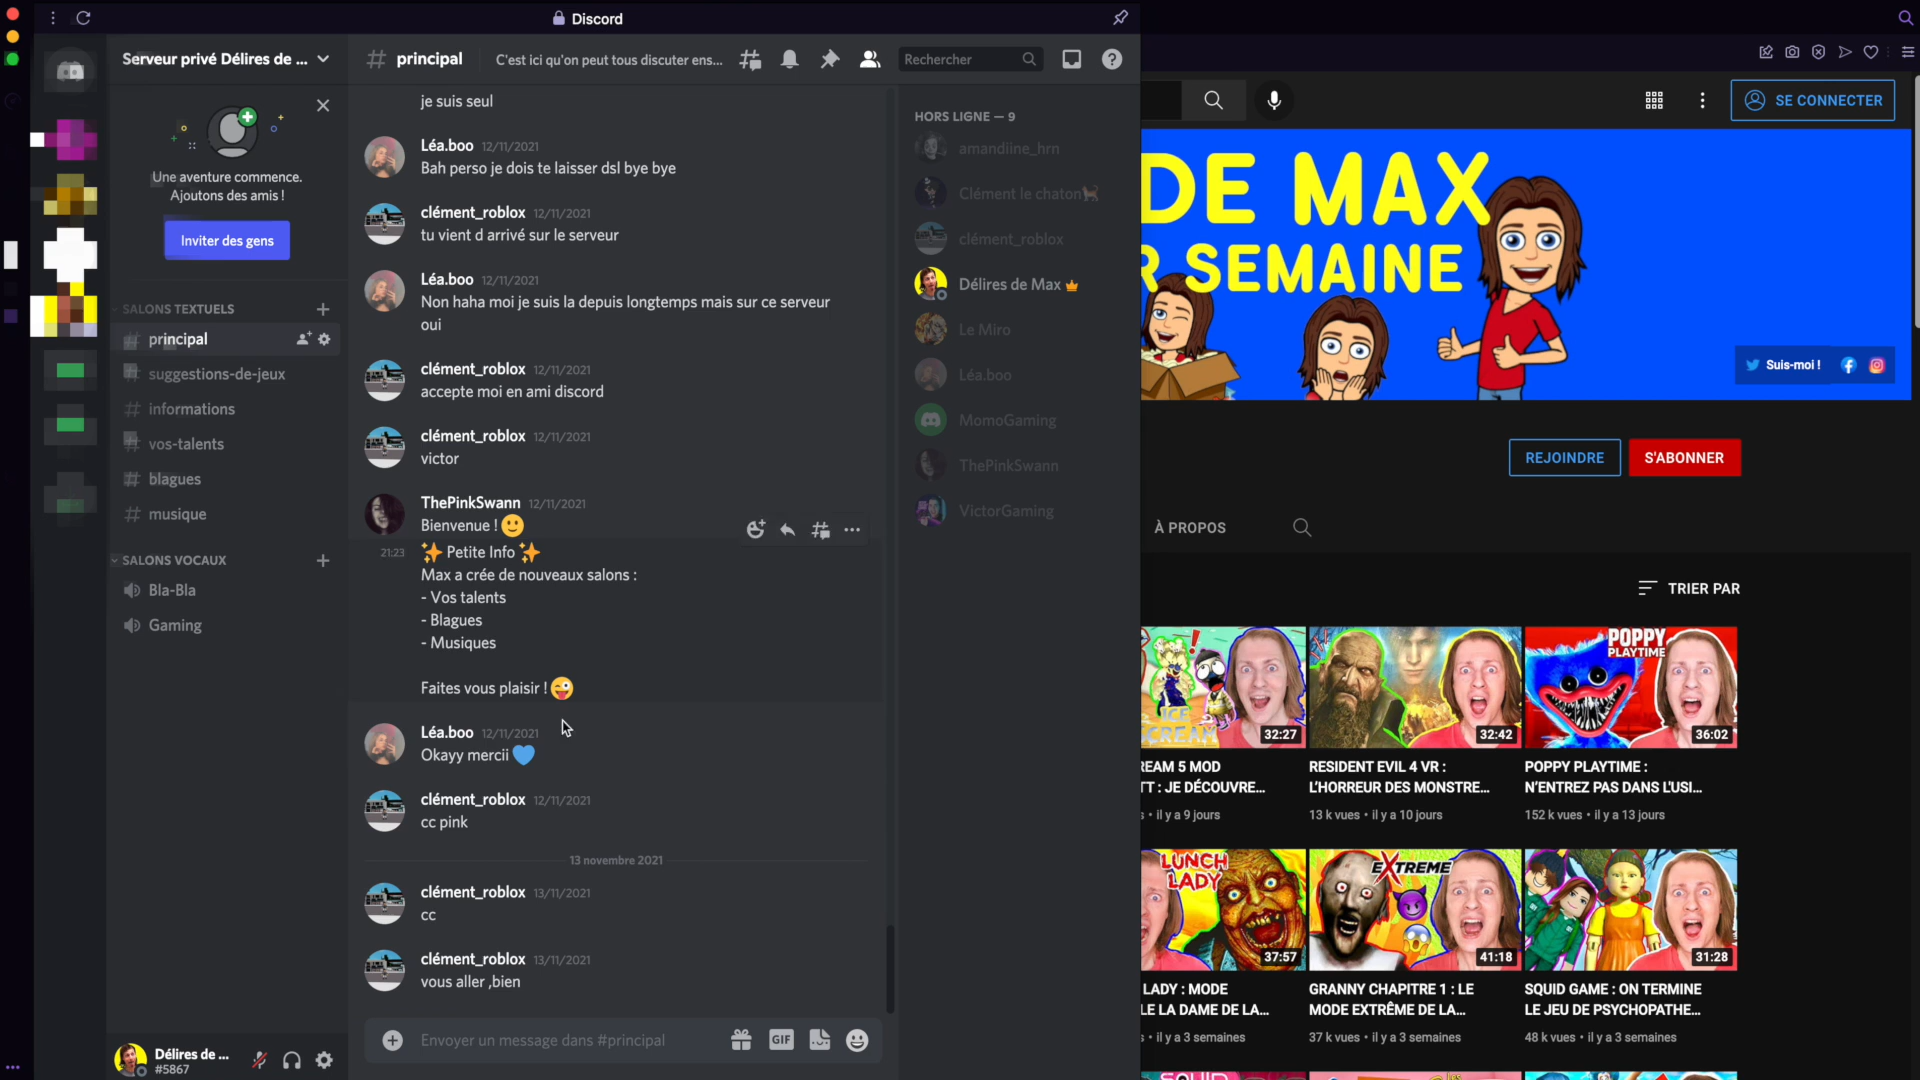 Discord
Serveur privé Délires de ...
principal
C'est ici qu'on peut tous discuter ens...
Rechercher
Une aventure commence.
Ajoutons des amis !
Inviter des gens
SALONS TEXTUELS
principal
suggestions-de-jeux
informations
vos-talents
blagues
musique
SALONS VOCAUX
Bla-Bla
Gaming
Délires de ...
#5867
je suis seul
Léa.boo 12/11/2021
Bah perso je dois te laisser dsl bye bye
clément_roblox 12/11/2021
tu vient d arrivé sur le serveur
Léa.boo 12/11/2021
Non haha moi je suis la depuis longtemps mais sur ce serveur
oui
clément_roblox 12/11/2021
accepte moi en ami discord
clément_roblox 12/11/2021
victor
ThePinkSwann 12/11/2021
Bienvenue ! 🙂
21:23 ✨ Petite Info ✨
Max a crée de nouveaux salons :
- Vos talents
- Blagues
- Musiques
Faites vous plaisir ! 😜
Léa.boo 12/11/2021
Okayy mercii 💙
clément_roblox 12/11/2021
cc pink
13 novembre 2021
clément_roblox 13/11/2021
cc
clément_roblox 13/11/2021
vous aller ,bien
Envoyer un message dans #principal
GIF
HORS LIGNE — 9
amandiine_hrn
Clément le chaton🐈
clément_roblox
Délires de Max
Le Miro
Léa.boo
MomoGaming
ThePinkSwann
VictorGaming
SE CONNECTER
DE MAX
R SEMAINE
Suis-moi !
REJOINDRE
S'ABONNER
À PROPOS
TRIER PAR
ICE
SCREAM
32:27
32:42
POPPY
PLAYTIME
36:02
EAM 5 MOD
TT : JE DÉCOUVRE...
s • il y a 9 jours
RESIDENT EVIL 4 VR :
L'HORREUR DES MONSTRE...
13 k vues • il y a 10 jours
POPPY PLAYTIME :
N'ENTREZ PAS DANS L'USI...
152 k vues • il y a 13 jours
LUNCH
LADY
37:57
EXTREME
41:18
31:28
LADY : MODE
LE LA DAME DE LA...
s • il y a 3 semaines
GRANNY CHAPITRE 1 : LE
MODE EXTRÊME DE LA...
37 k vues • il y a 3 semaines
SQUID GAME : ON TERMINE
LE JEU DE PSYCHOPATHE...
48 k vues • il y a 3 semaines